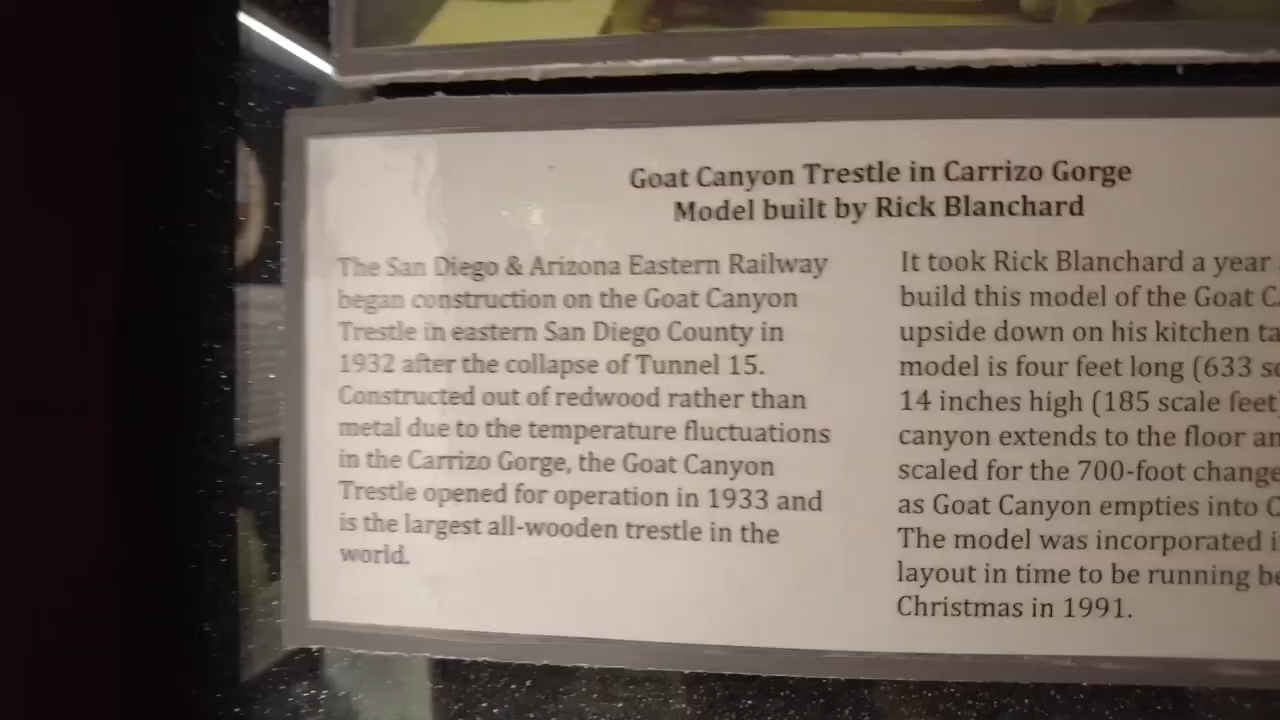 Goat Canyon Trestle in Carrizo Gorge
Model built by Rick Blanchard
The San Diego & Arizona Eastern Railway
began construction on the Goat Canyon
Trestle in eastern San Diego County in
1932 after the collapse of Tunnel 15.
Constructed out of redwood rather than
metal due to the temperature fluctuations
in the Carrizo Gorge, the Goat Canyon
Trestle opened for operation in 1933 and
is the largest all-wooden trestle in the
world.
It took Rick Blanchard a year
build this model of the Goat
upside down on his kitchen
model is four feet long (633
14 inches high (185 scale feet
canyon extends to the floor
scaled for the 700-foot change
as Goat Canyon empties into
The model was incorporated
layout in time to be running
Christmas in 1991.